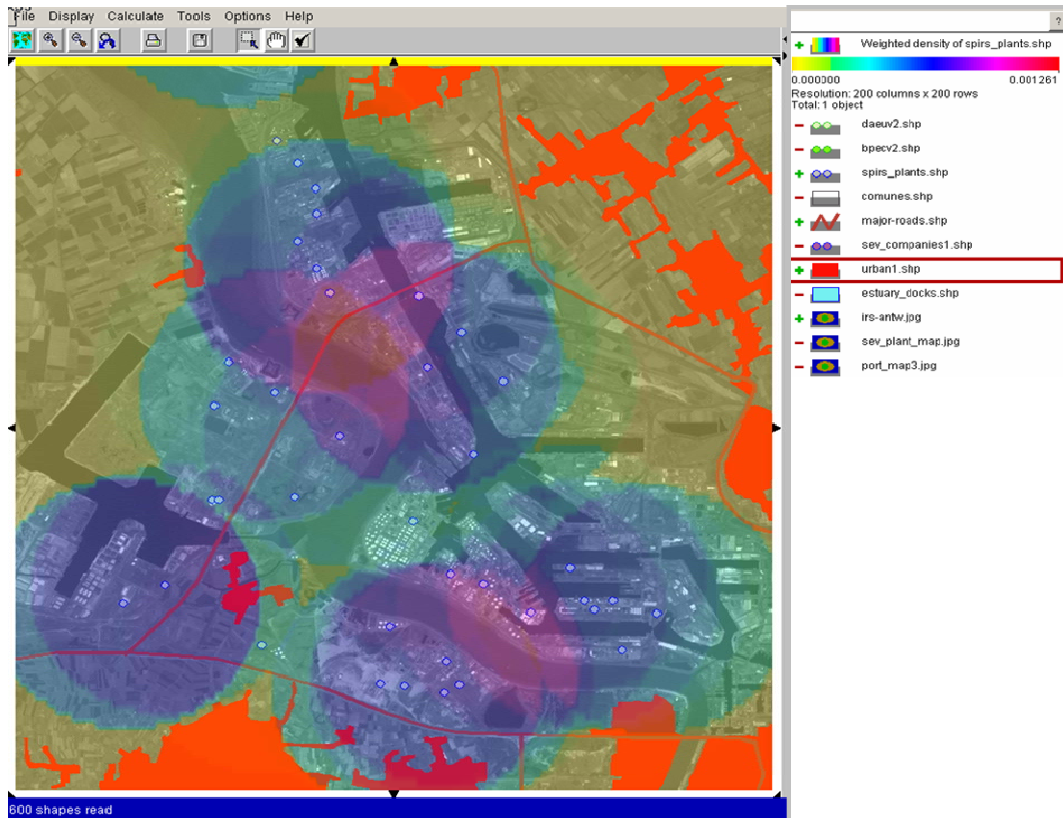 File Display Calculate Tools Options Help
?
Weighted density of spirs_plants.shp
0.000000 0.001261
Resolution: 200 columns x 200 rows
Total: 1 object
daeuv2.shp
bpecv2.shp
spirs_plants.shp
comunes.shp
major-roads.shp
sev_companies1.shp
urban1.shp
estuary_docks.shp
irs-antw.jpg
sev_plant_map.jpg
port_map3.jpg
600 shapes read